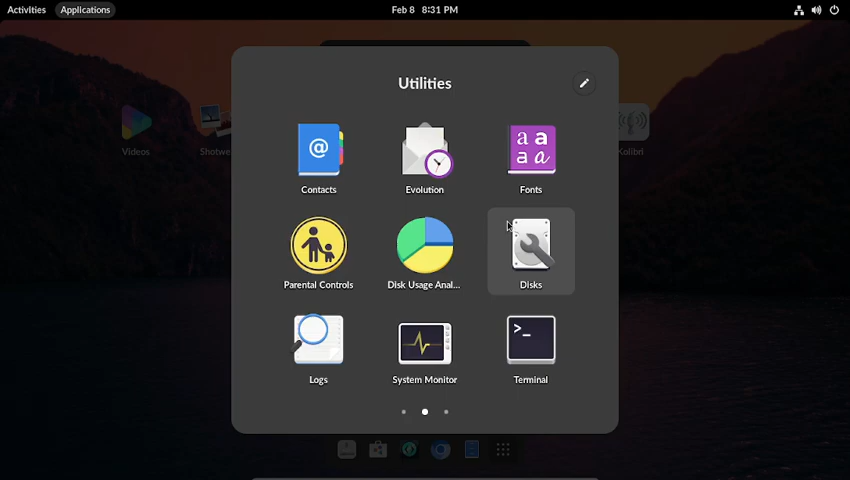 Activities Applications Feb 8 8:31 PM
Utilities
Videos
Shotwe
Kolibri
Contacts
Evolution
Fonts
Parental Controls
Disk Usage Anal...
Disks
Logs
System Monitor
Terminal